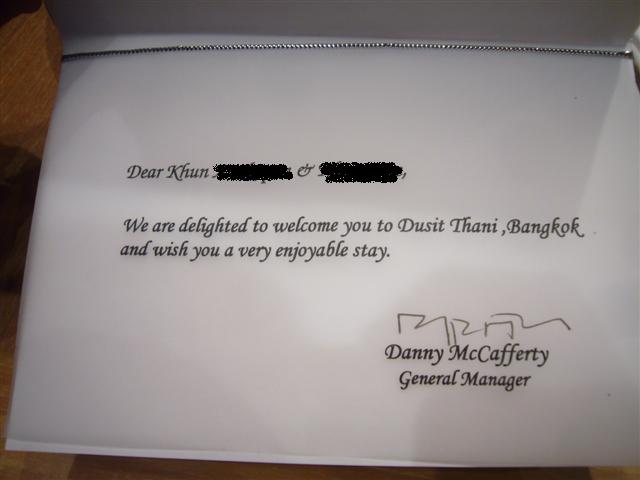 Dear Khun & ,
We are delighted to welcome you to Dusit Thani ,Bangkok
and wish you a very enjoyable stay.
Danny McCafferty
General Manager